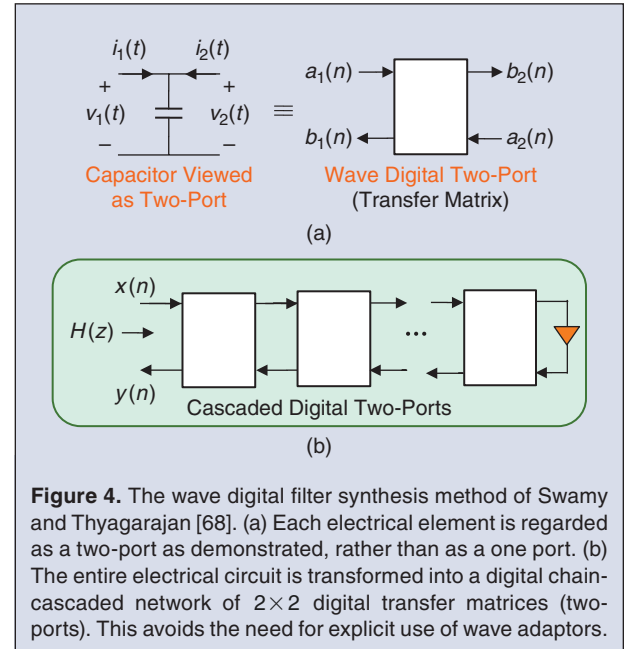 i₁(t) i₂(t)
+ +
v₁(t) v₂(t)
– –
≡
a₁(n) b₂(n)
b₁(n) a₂(n)
Capacitor Viewed
as Two-Port
Wave Digital Two-Port
(Transfer Matrix)
(a)
x(n)
H(z)
...
y(n)
Cascaded Digital Two-Ports
(b)
Figure 4. The wave digital filter synthesis method of Swamy
and Thyagarajan [68]. (a) Each electrical element is regarded
as a two-port as demonstrated, rather than as a one port. (b)
The entire electrical circuit is transformed into a digital chain-
cascaded network of 2×2 digital transfer matrices (two-
ports). This avoids the need for explicit use of wave adaptors.